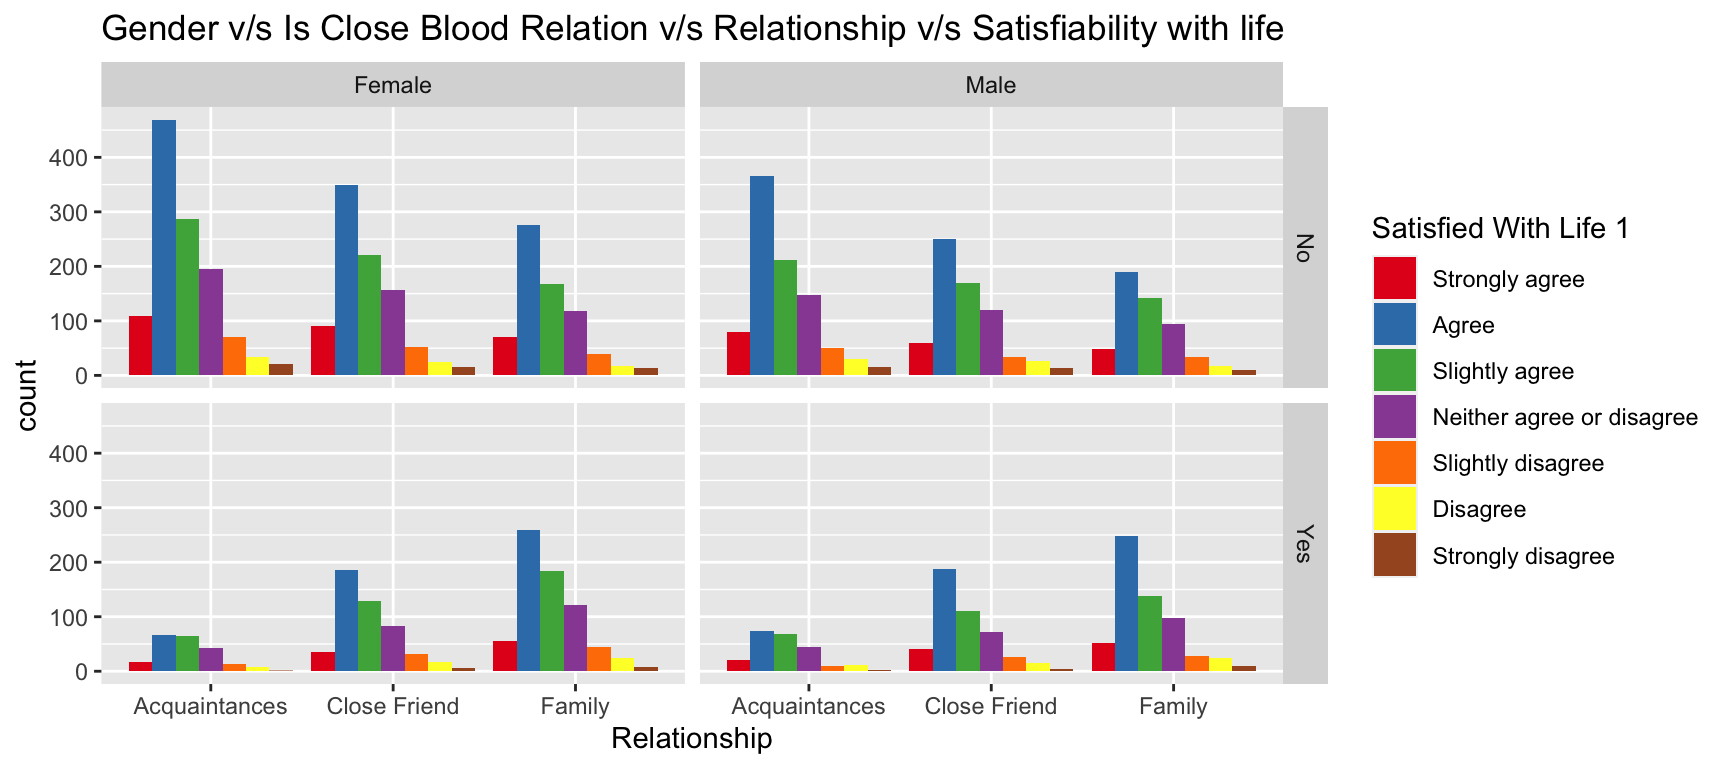 Gender v/s Is Close Blood Relation v/s Relationship v/s Satisfiability with life
Female
Male
400
300
200
100
0
No
400
300
200
100
0
Yes
count
Acquaintances
Close Friend
Family
Acquaintances
Close Friend
Family
Relationship
Satisfied With Life 1
Strongly agree
Agree
Slightly agree
Neither agree or disagree
Slightly disagree
Disagree
Strongly disagree